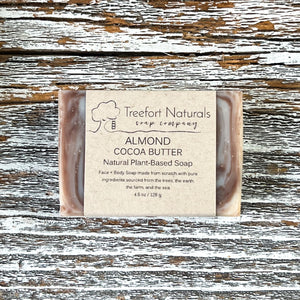 Treefort Naturals
soap company
ALMOND
COCOA BUTTER
Natural Plant-Based Soap
Face + Body Soap made from scratch with pure
ingredients sourced from the trees, the earth,
the farm, and the sea.
4.5 oz / 128 g